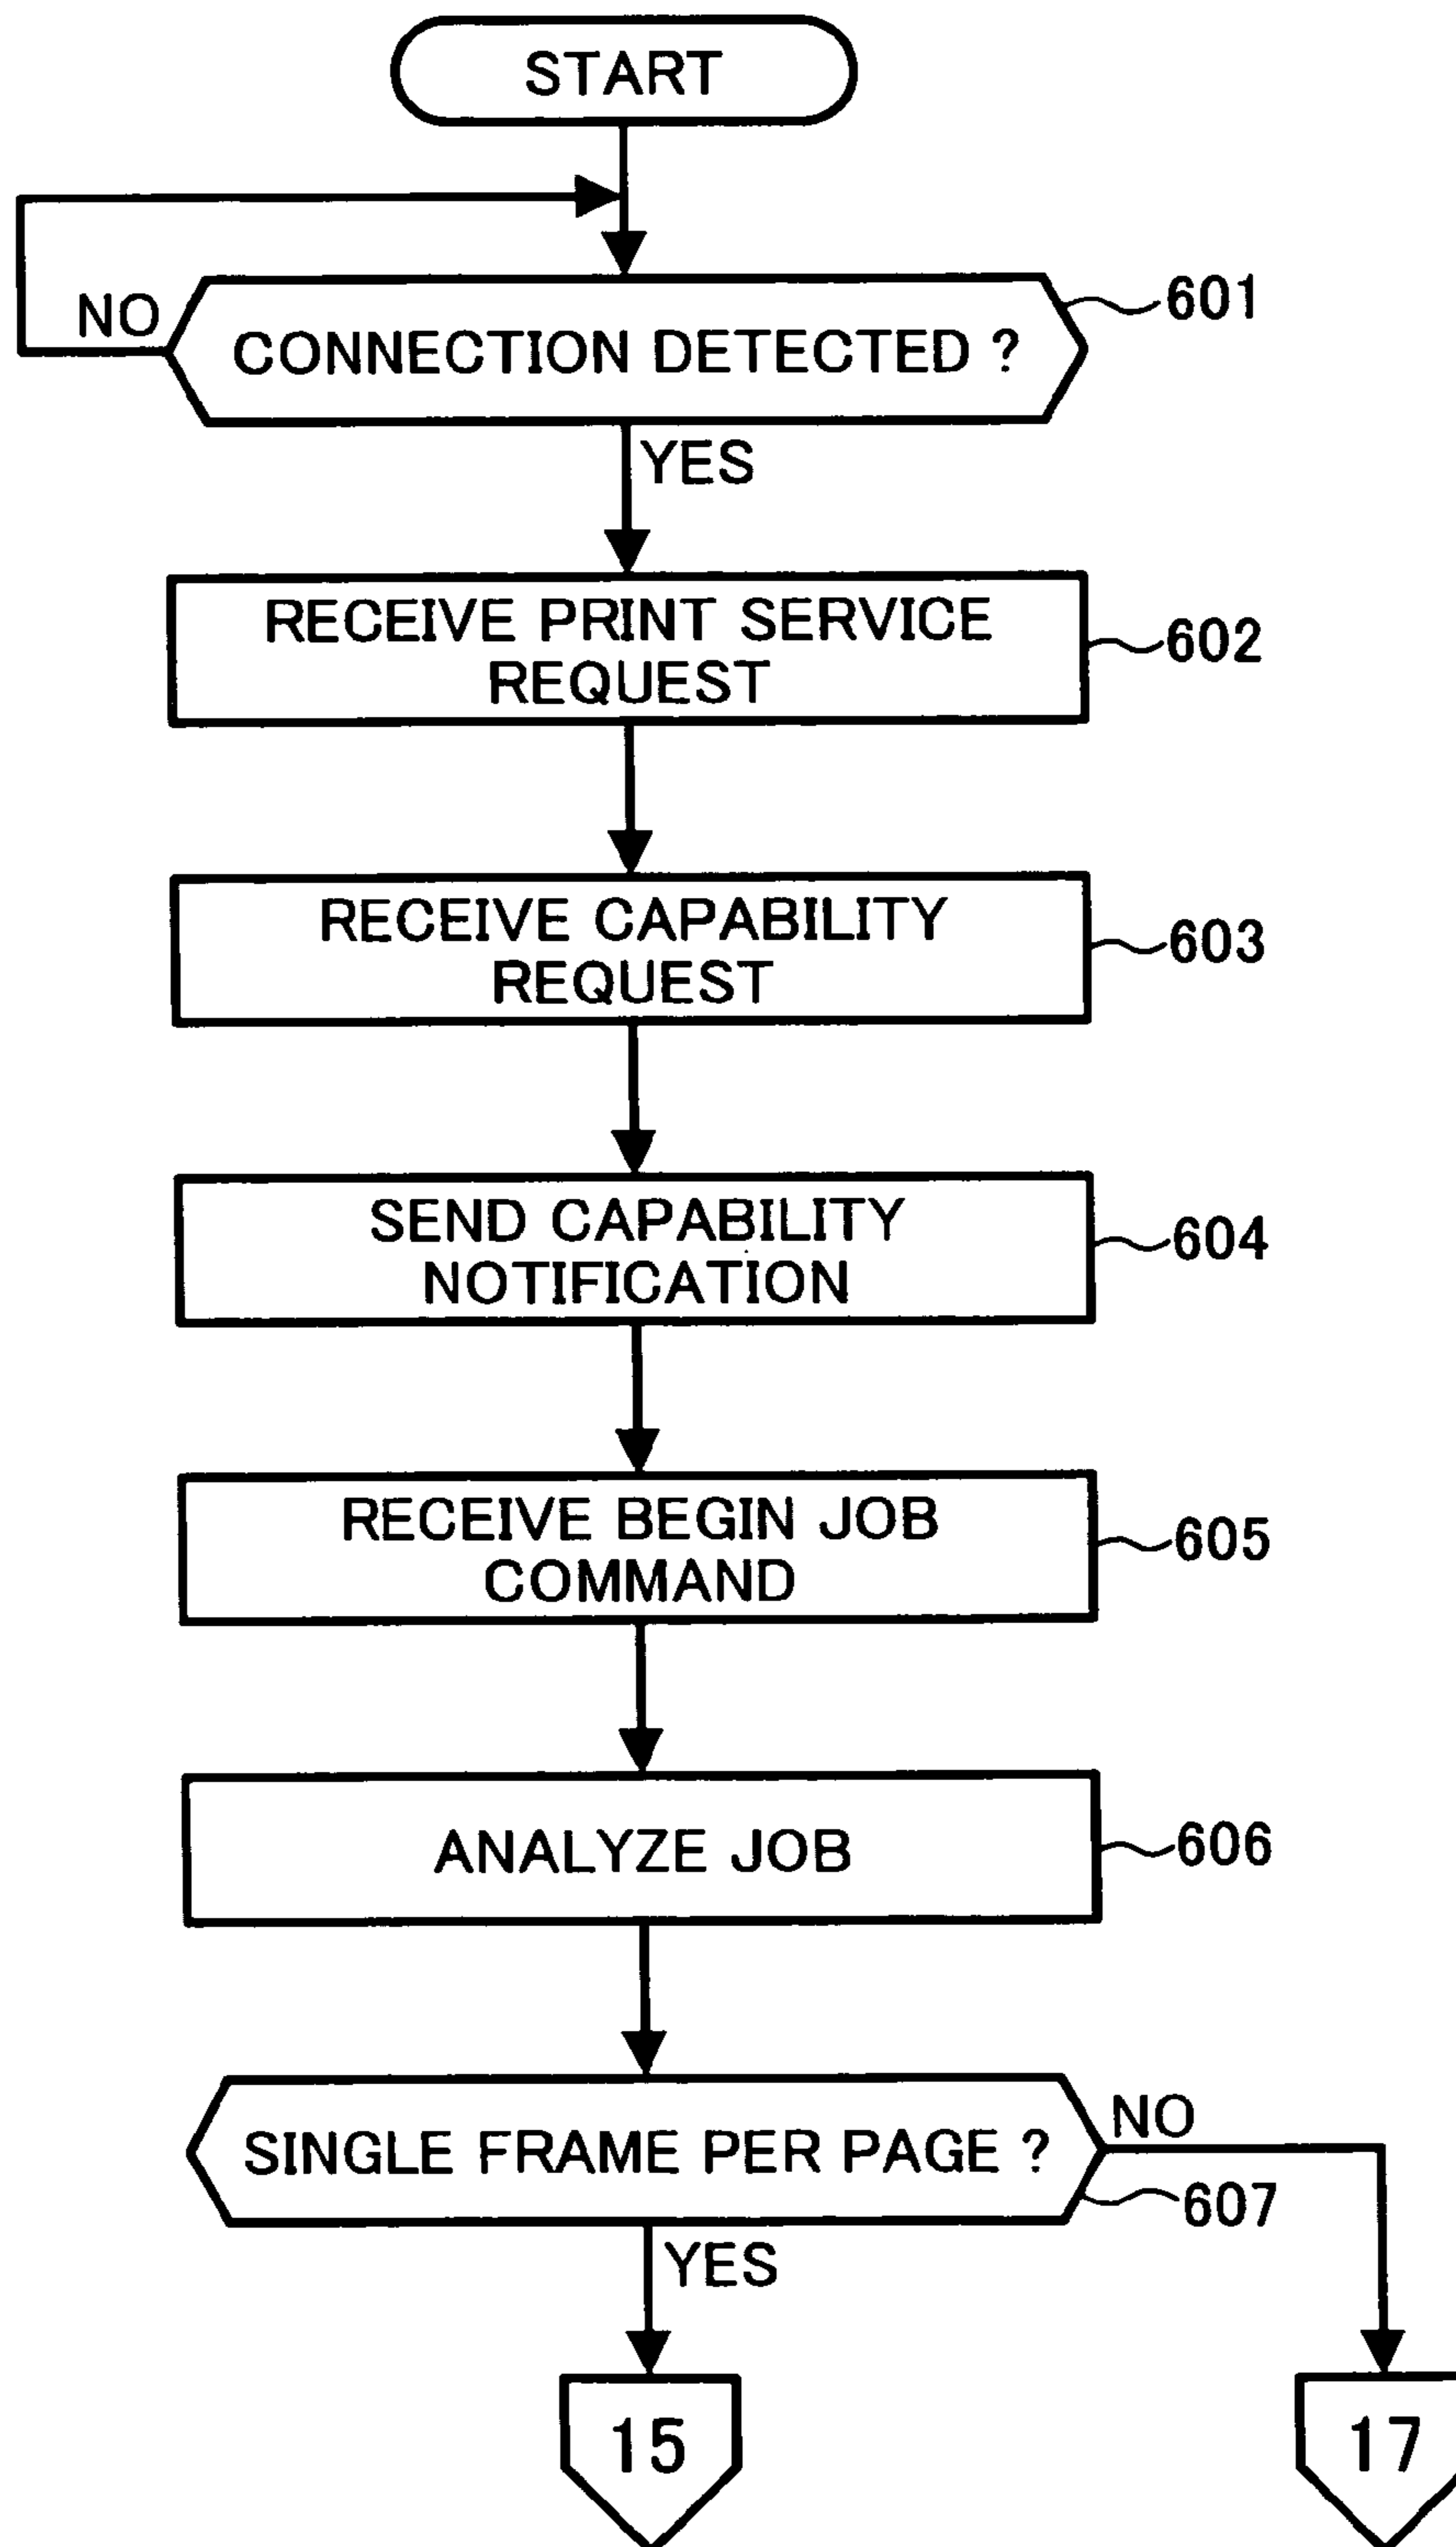 START
NO
CONNECTION DETECTED ?
601
YES
RECEIVE PRINT SERVICE
REQUEST
602
RECEIVE CAPABILITY
REQUEST
603
SEND CAPABILITY
NOTIFICATION
604
RECEIVE BEGIN JOB
COMMAND
605
ANALYZE JOB
606
SINGLE FRAME PER PAGE ?
NO
607
YES
15
17